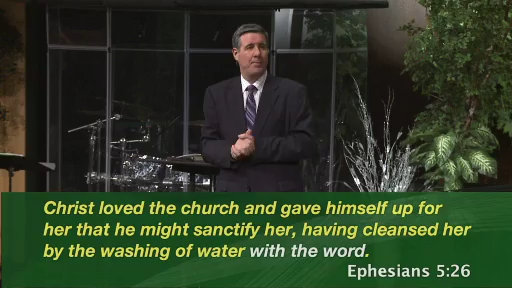 Christ loved the church and gave himself up for
her that he might sanctify her, having cleansed her
by the washing of water with the word.
Ephesians 5:26